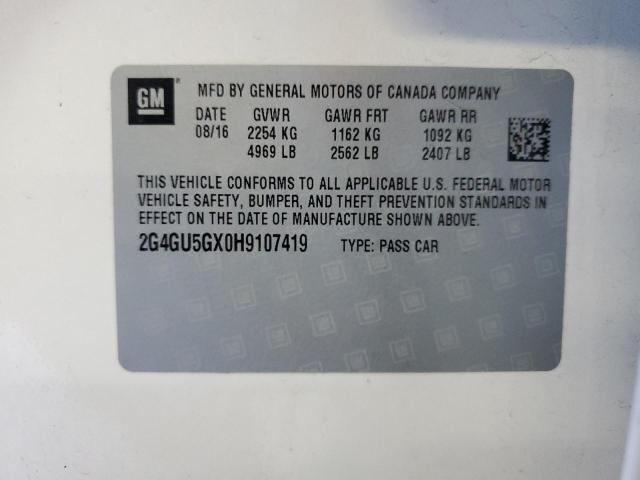 GM MFD BY GENERAL MOTORS OF CANADA COMPANY
DATE GVWR GAWR FRT GAWR RR
08/16 2254 KG 1162 KG 1092 KG
4969 LB 2562 LB 2407 LB
THIS VEHICLE CONFORMS TO ALL APPLICABLE U.S. FEDERAL MOTOR
VEHICLE SAFETY, BUMPER, AND THEFT PREVENTION STANDARDS IN
EFFECT ON THE DATE OF MANUFACTURE SHOWN ABOVE.
2G4GU5GX0H9107419 TYPE: PASS CAR